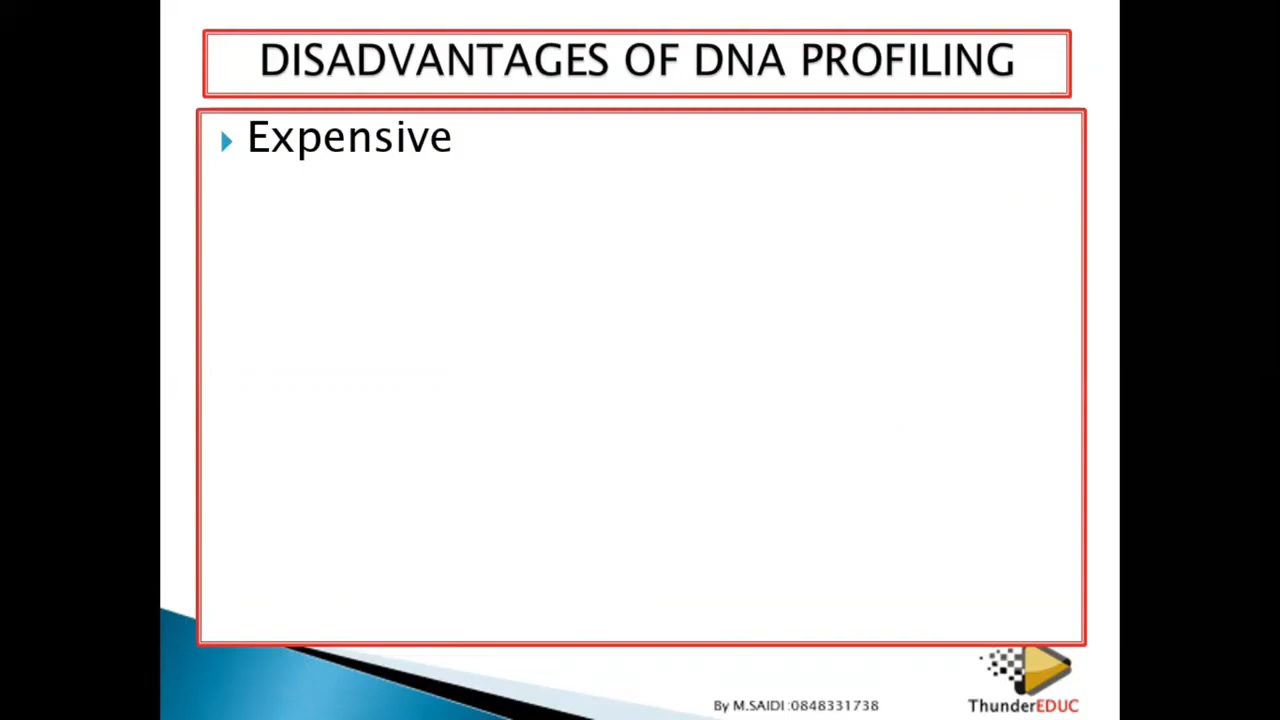 DISADVANTAGES OF DNA PROFILING
Expensive
By M.SAIDI :0848331738
ThunderEDUC